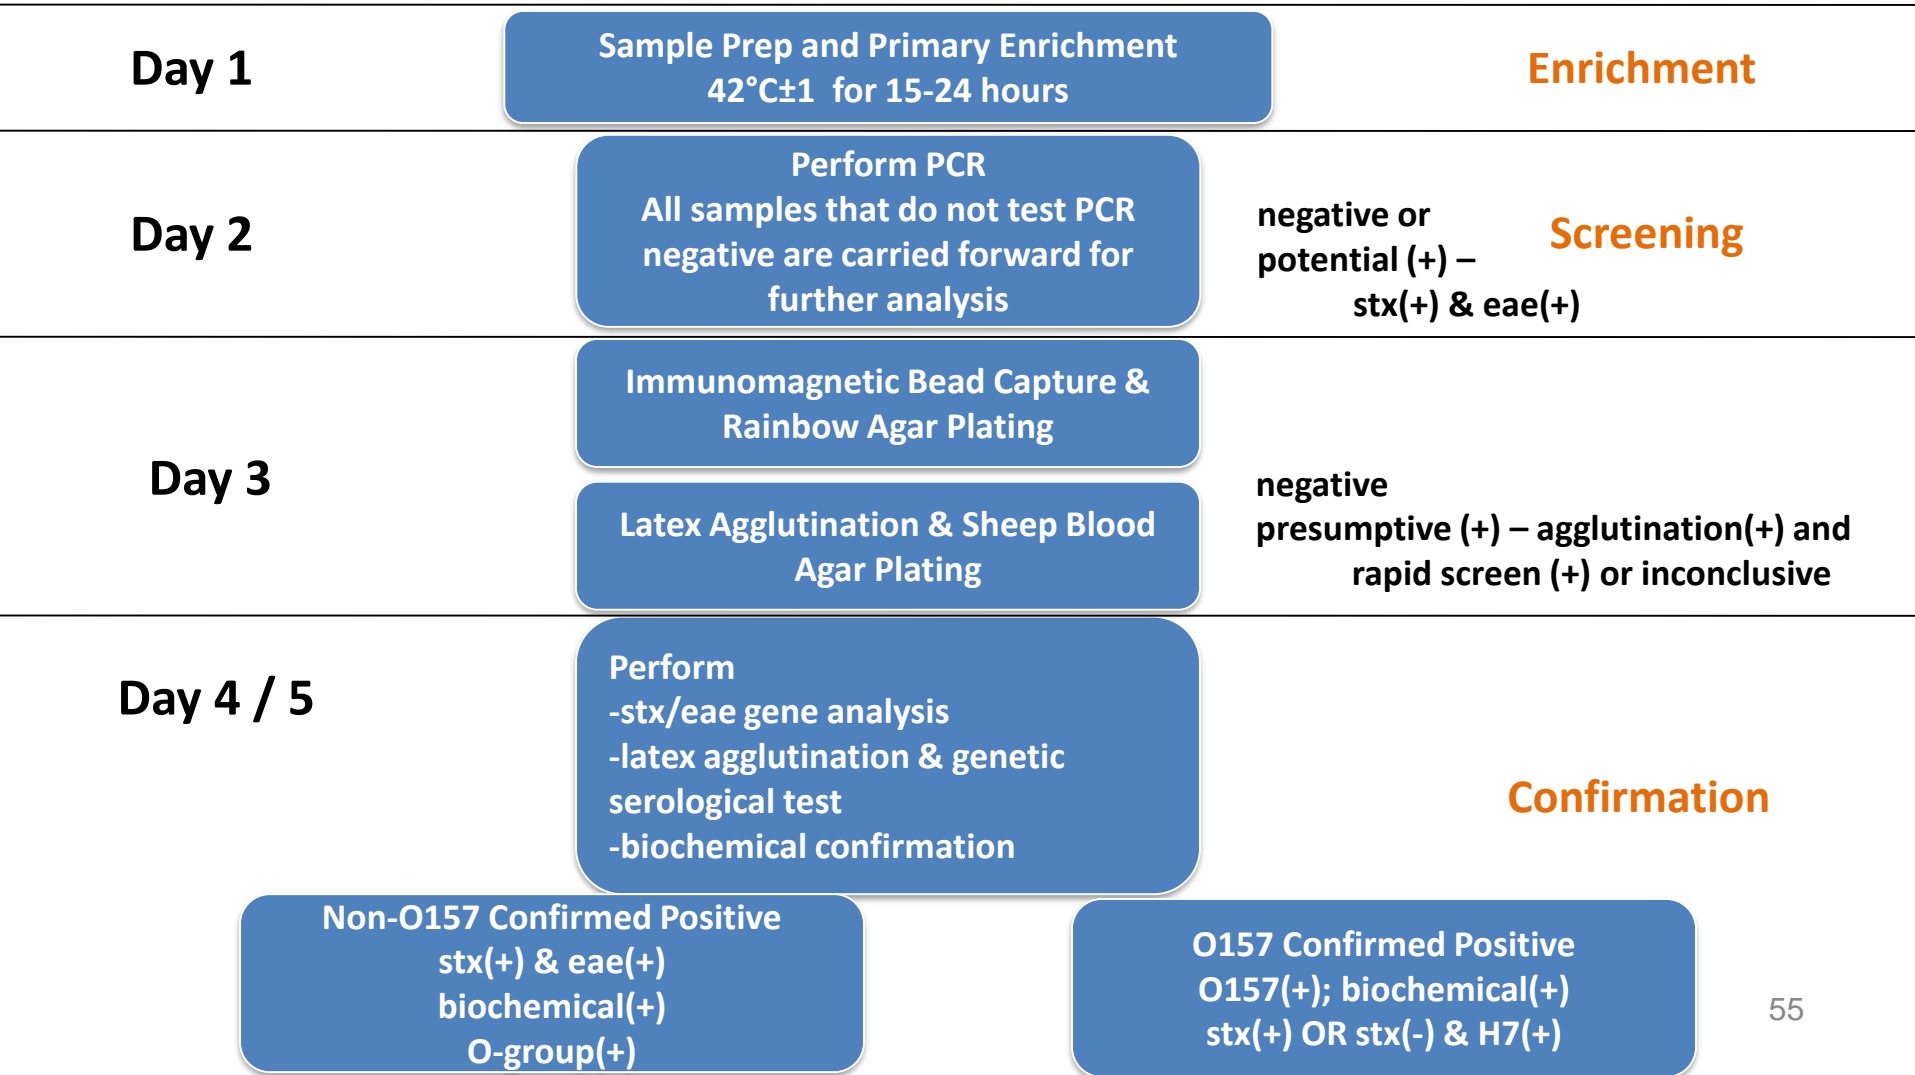 Day 1
Sample Prep and Primary Enrichment
42°C±1  for 15-24 hours
Enrichment
Day 2
Perform PCR
All samples that do not test PCR
negative are carried forward for
further analysis
negative or
potential (+) –
stx(+) & eae(+)
Screening
Day 3
Immunomagnetic Bead Capture &
Rainbow Agar Plating
Latex Agglutination & Sheep Blood
Agar Plating
negative
presumptive (+) – agglutination(+) and
rapid screen (+) or inconclusive
Day 4 / 5
Perform
-stx/eae gene analysis
-latex agglutination & genetic
serological test
-biochemical confirmation
Confirmation
Non-O157 Confirmed Positive
stx(+) & eae(+)
biochemical(+)
O-group(+)
O157 Confirmed Positive
O157(+); biochemical(+)
stx(+) OR stx(-) & H7(+)
55